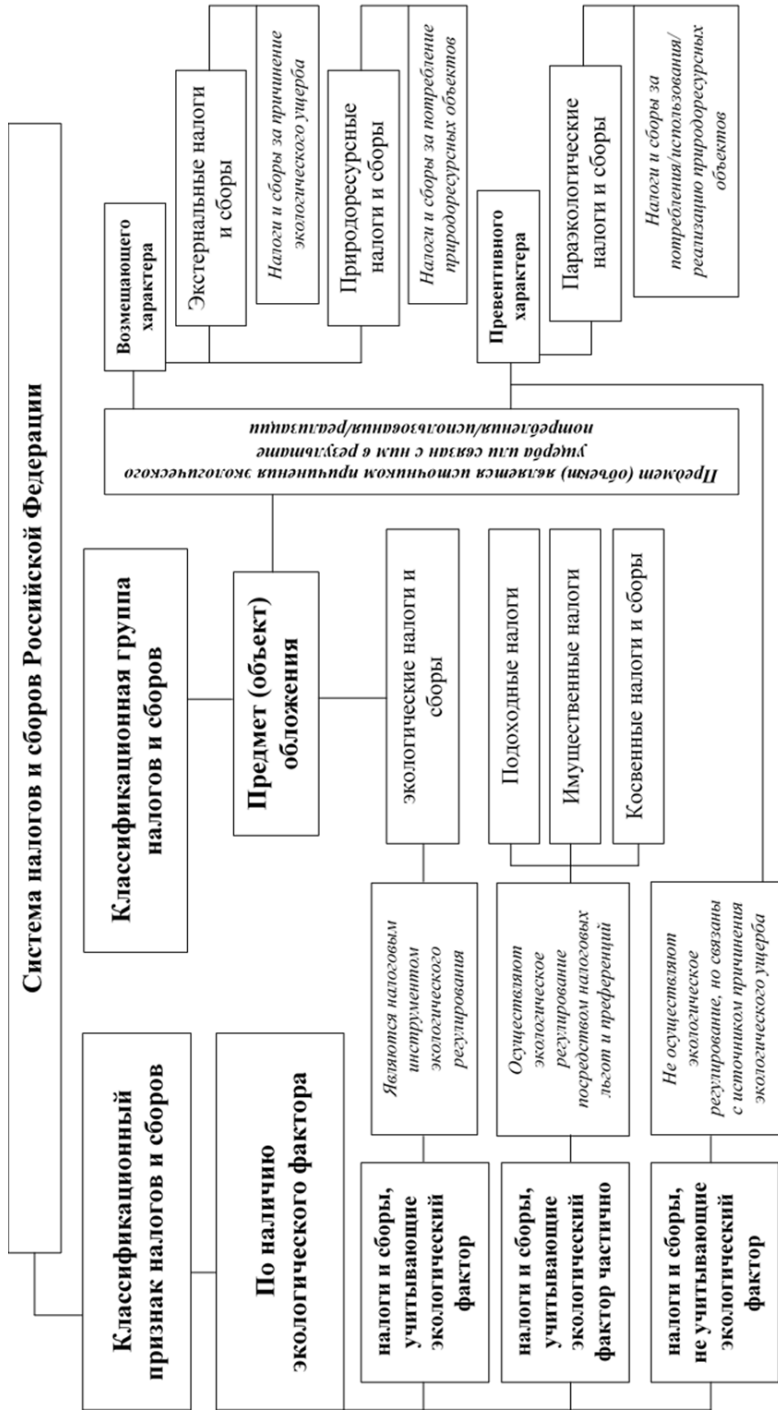 Система налогов и сборов Российской Федерации
Классификационный
признак налогов и сборов
Классификационная группа
налогов и сборов
По наличию
экологического фактора
Предмет (объект)
обложения
Предмет (объект) является источником причинения экологического
ущерба или связан с ним в результате
потребления/использования/реализации
Возмещающего
характера
Экстернальные налоги
и сборы
Налоги и сборы за причинение
экологического ущерба
Природоресурсные
налоги и сборы
Налоги и сборы за потребление
природоресурсных объектов
Превентивного
характера
Параэкологические
налоги и сборы
Налоги и сборы за
потребления/использования/
реализацию природоресурсных
объектов
налоги и сборы,
учитывающие
экологический
фактор
Являются налоговым
инструментом
экологического
регулирования
экологические налоги и
сборы
налоги и сборы,
учитывающие
экологический
фактор частично
Осуществляют
экологическое
регулирование
посредством налоговых
льгот и преференций
Подоходные налоги
Имущественные налоги
Косвенные налоги и сборы
налоги и сборы,
не учитывающие
экологический
фактор
Не осуществляют
экологическое
регулирование, но связаны
с источником причинения
экологического ущерба